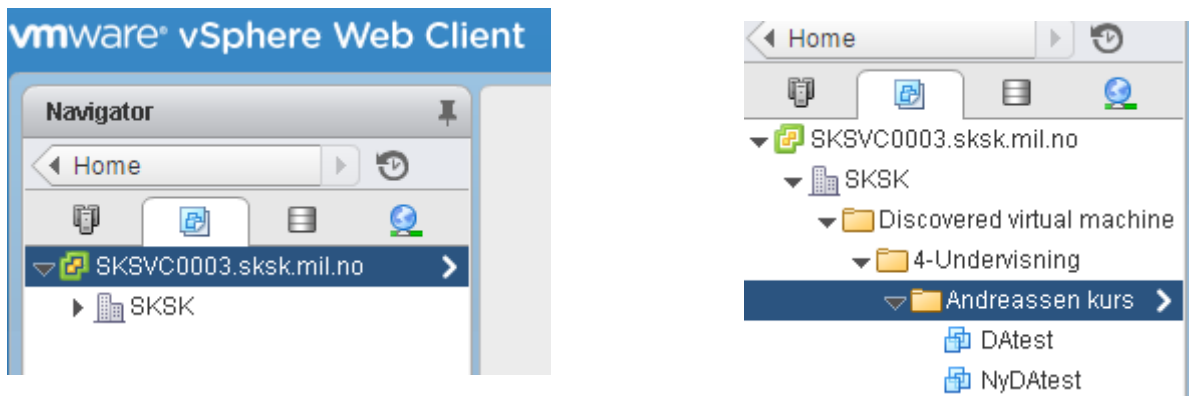 vmware® vSphere Web Client
Navigator
Home
SKSVC0003.sksk.mil.no
SKSK
Home
SKSVC0003.sksk.mil.no
SKSK
Discovered virtual machine
4-Undervisning
Andreassen kurs
DAtest
NyDAtest